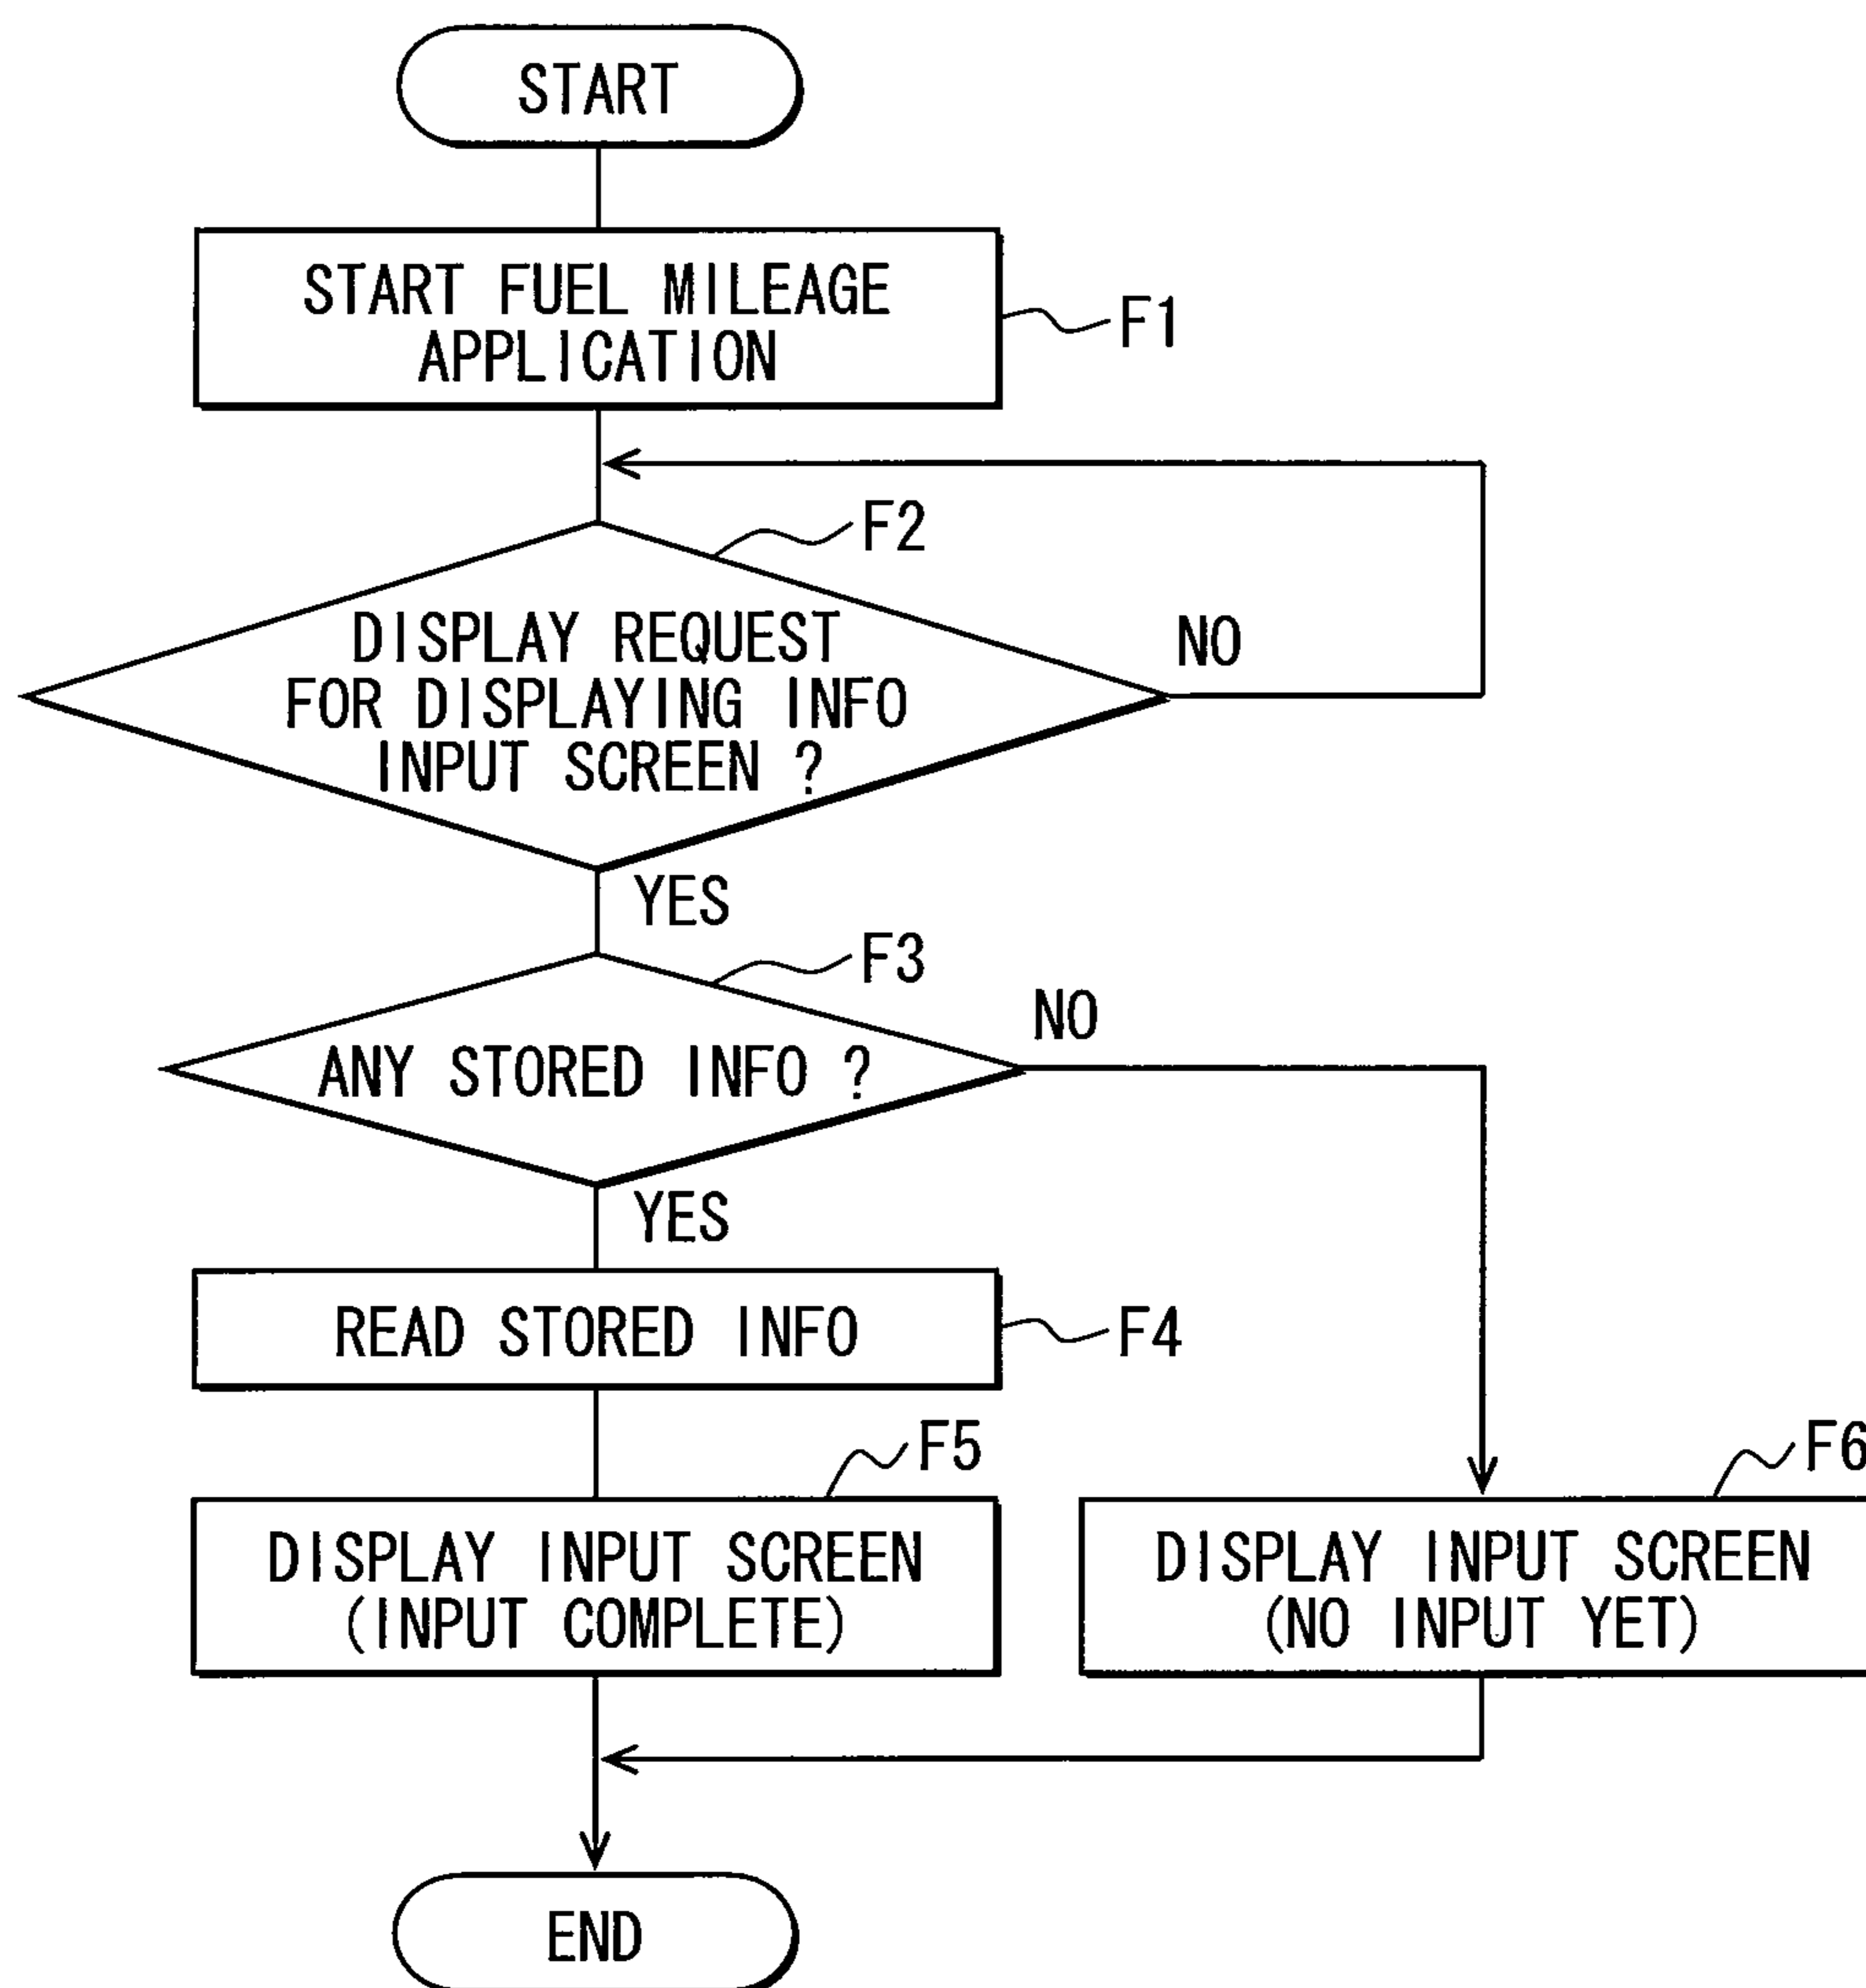 START
START FUEL MILEAGE
APPLICATION
F1
F2
DISPLAY REQUEST
FOR DISPLAYING INFO
INPUT SCREEN ?
NO
YES
F3
ANY STORED INFO ?
NO
YES
READ STORED INFO
F4
F5
DISPLAY INPUT SCREEN
(INPUT COMPLETE)
F6
DISPLAY INPUT SCREEN
(NO INPUT YET)
END